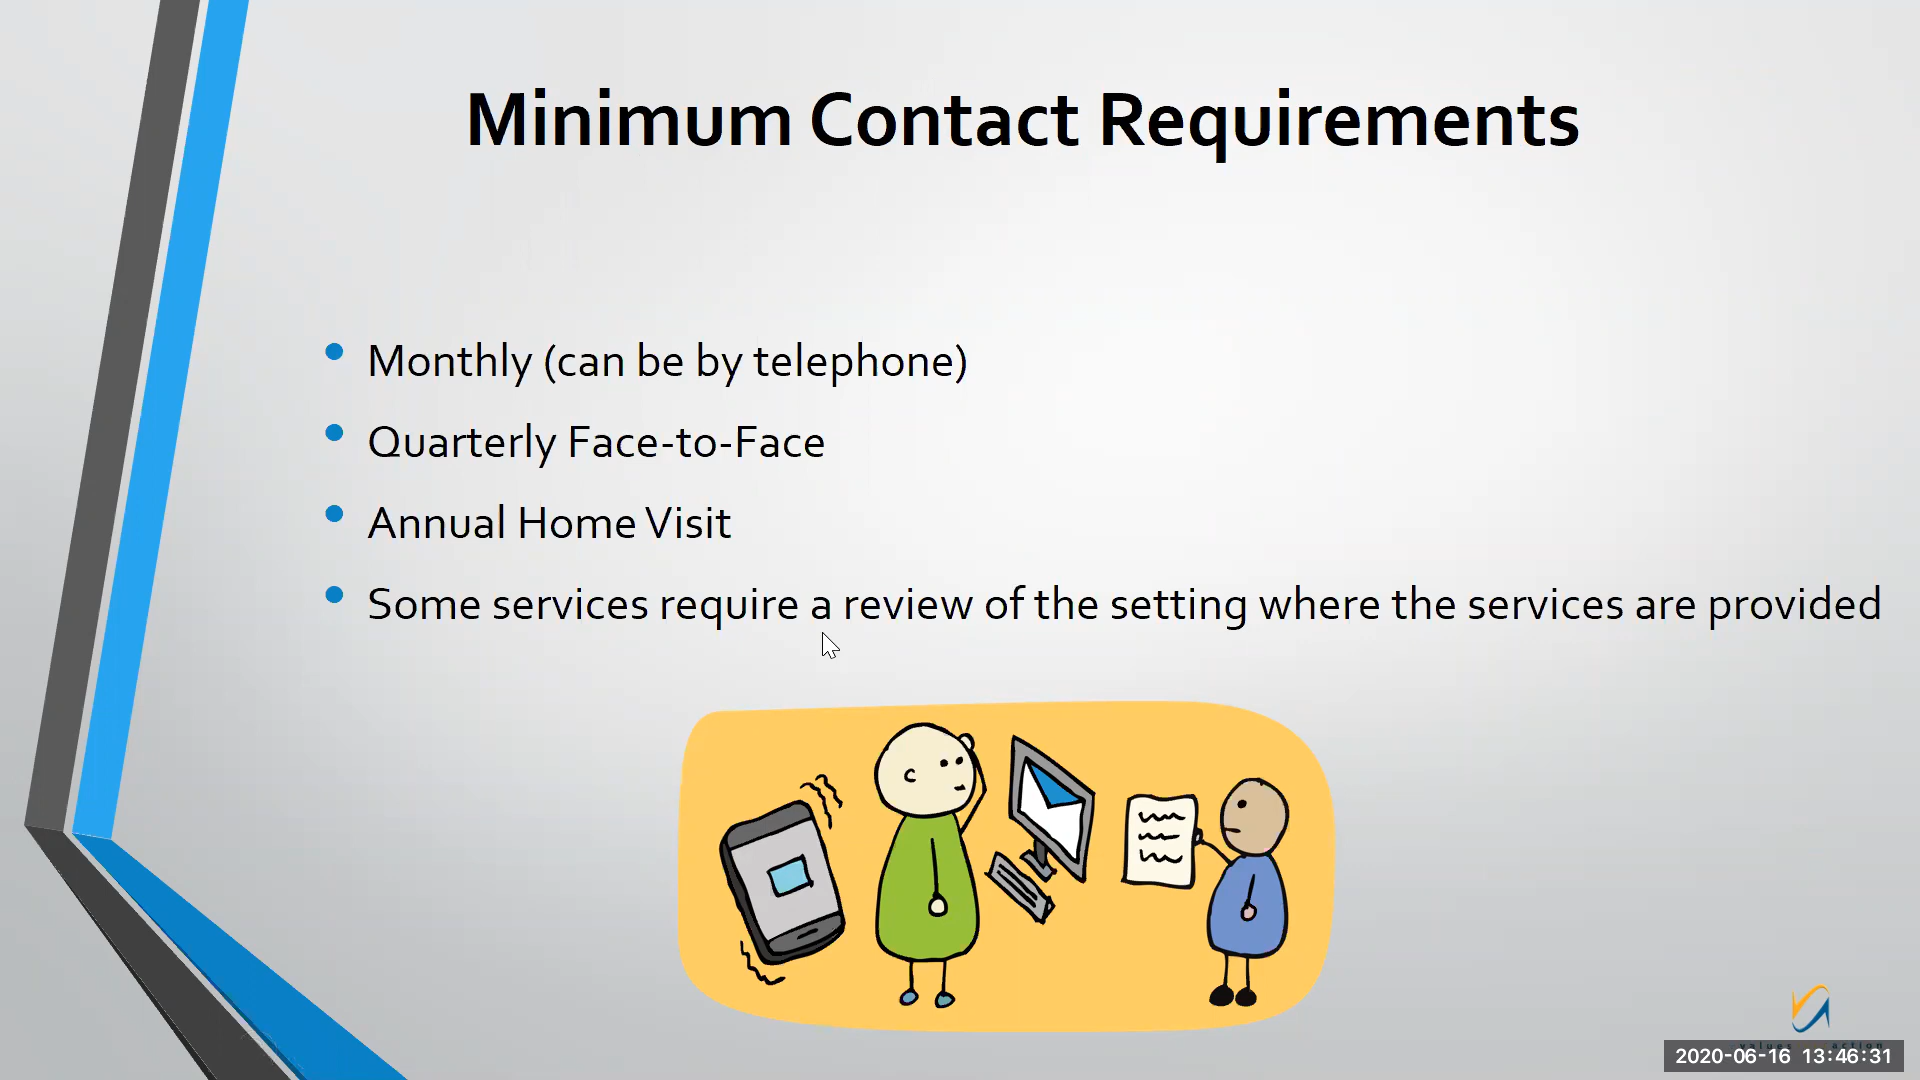 Minimum Contact Requirements
Monthly (can be by telephone)
Quarterly Face-to-Face
Annual Home Visit
Some services require a review of the setting where the services are provided
2020-06-16 13:46:31